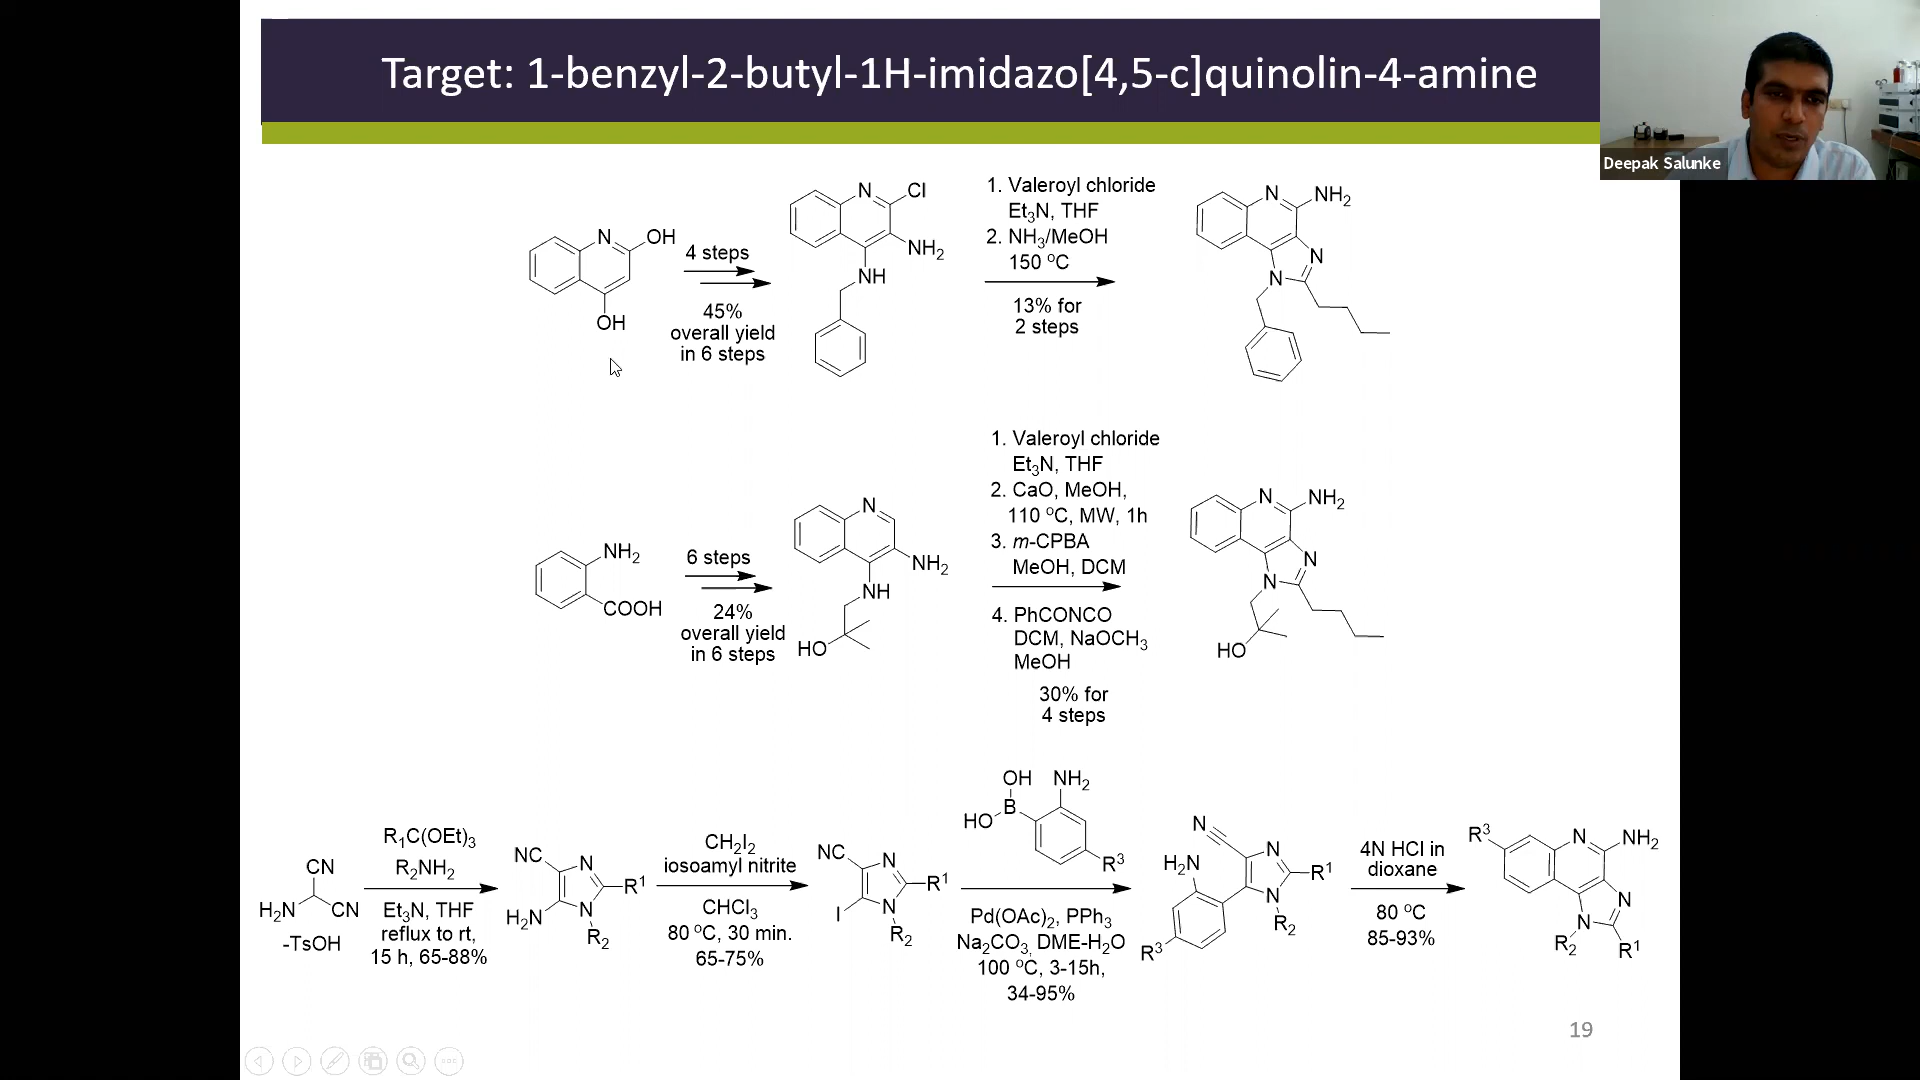 Target: 1-benzyl-2-butyl-1H-imidazo[4,5-c]quinolin-4-amine
Deepak Salunke
N
OH
OH
4 steps
45%
overall yield
in 6 steps
N
Cl
NH2
NH
1. Valeroyl chloride
Et3N, THF
2. NH3/MeOH
150 ºC
13% for
2 steps
N
NH2
N
N
NH2
COOH
6 steps
24%
overall yield
in 6 steps
N
NH2
NH
HO
1. Valeroyl chloride
Et3N, THF
2. CaO, MeOH,
110 ºC, MW, 1h
3. m-CPBA
MeOH, DCM
4. PhCONCO
DCM, NaOCH3
MeOH
30% for
4 steps
N
NH2
N
N
HO
CN
H2N
CN
-TsOH
R1C(OEt)3
R2NH2
Et3N, THF
reflux to rt,
15 h, 65-88%
NC
N
R1
H2N
N
R2
CH2I2
iosoamyl nitrite
CHCl3
80 ºC, 30 min.
65-75%
NC
N
R1
I
N
R2
OH
NH2
B
HO
R3
Pd(OAc)2, PPh3
Na2CO3, DME-H2O
100 ºC, 3-15h,
34-95%
N
H2N
N
R1
N
R2
R3
4N HCl in
dioxane
80 ºC
85-93%
R3
N
NH2
N
N
R2
R1
19